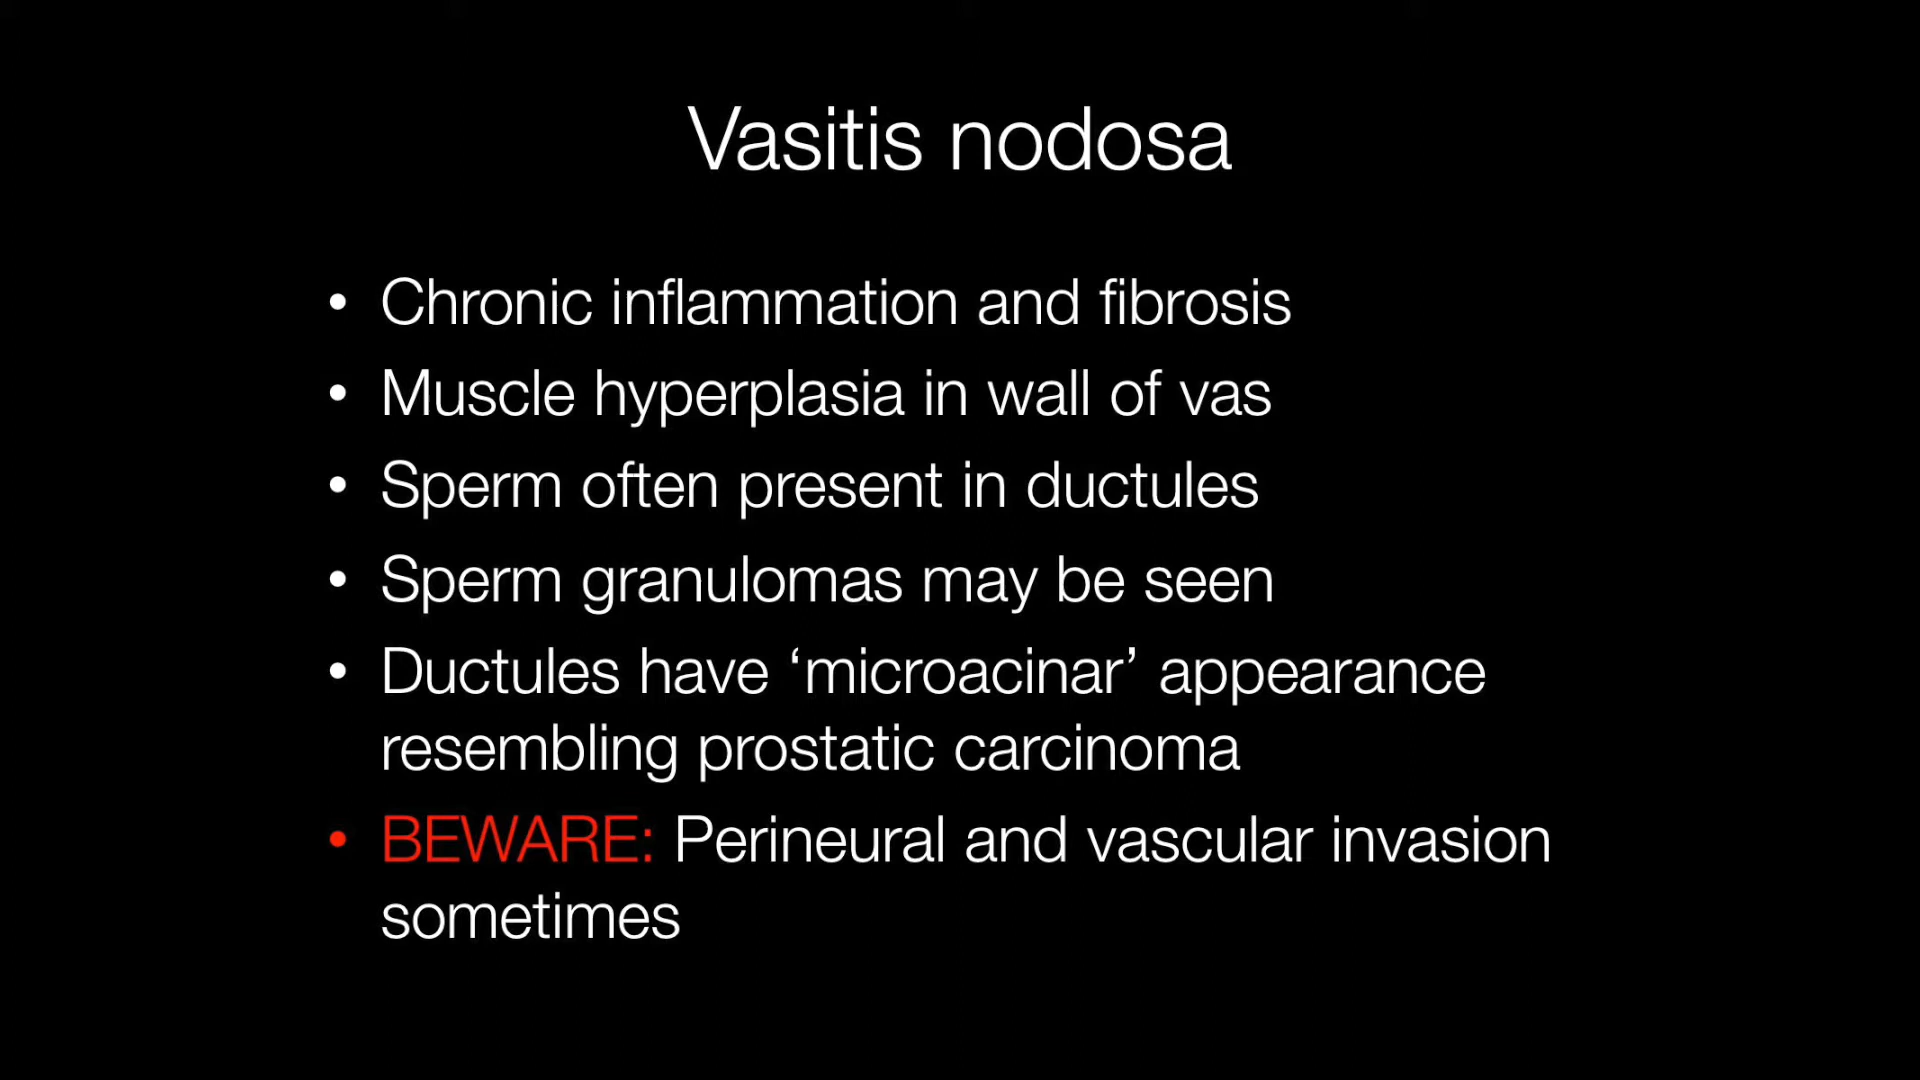 Vasitis nodosa
• Chronic inflammation and fibrosis
• Muscle hyperplasia in wall of vas
• Sperm often present in ductules
• Sperm granulomas may be seen
• Ductules have ‘microacinar’ appearance
resembling prostatic carcinoma
• BEWARE: Perineural and vascular invasion
sometimes